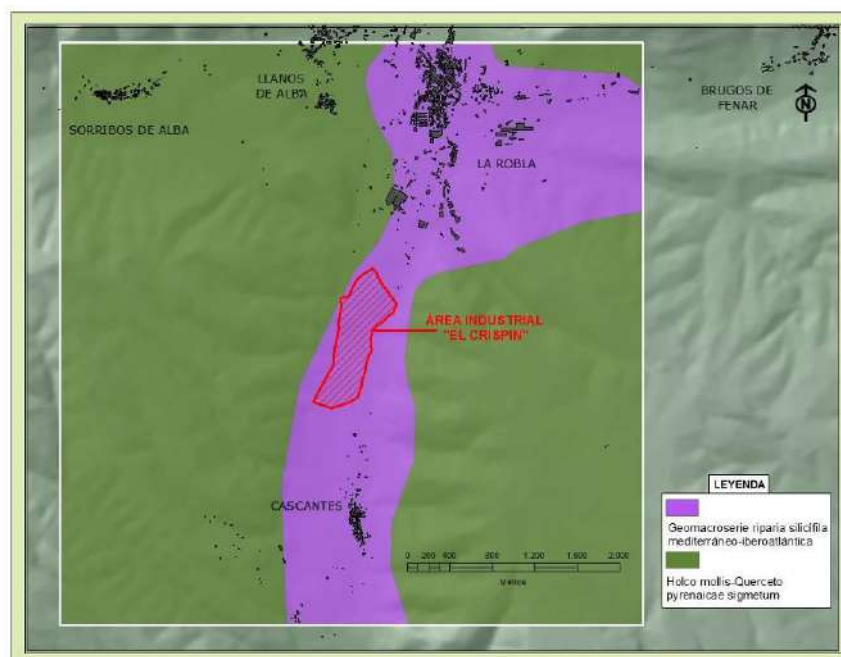 LLANOS
DE ALBA
SORRIBOS DE ALBA
BRUGOS DE
FENAR
N
LA ROBLA
ÁREA INDUSTRIAL
"EL CRISPIN"
CASCANTES
0 200 400 800 1.200 1.600 2.000
Metros
LEYENDA
Geomacroserie riparia silicífila
mediterráneo-iberoatlántica
Holco mollis-Querceto
pyrenaicae sigmetum